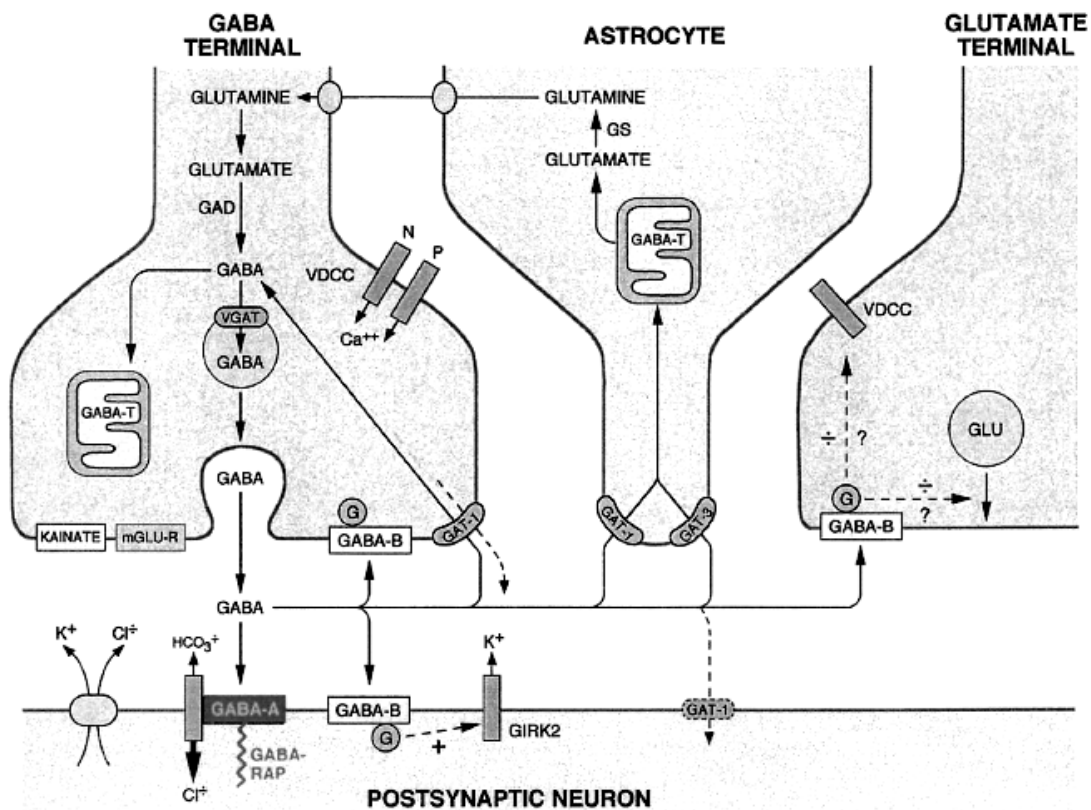 GABA
TERMINAL
ASTROCYTE
GLUTAMATE
TERMINAL
GLUTAMINE
GLUTAMINE
GS
GLUTAMATE
GLUTAMATE
GAD
GABA-T
N
P
VDCC
GABA
VDCC
VGAT
Ca++
GABA
GABA-T
GLU
÷
?
GABA
G
G
÷
?
KAINATE
mGLU-R
GABA-B
GAT-1
GAT-1
GAT-3
GABA-B
GABA
K+
Cl÷
HCO3÷
K+
GABA-A
GABA-B
GAT-1
G
+
GIRK2
GABA-
RAP
Cl÷
POSTSYNAPTIC NEURON